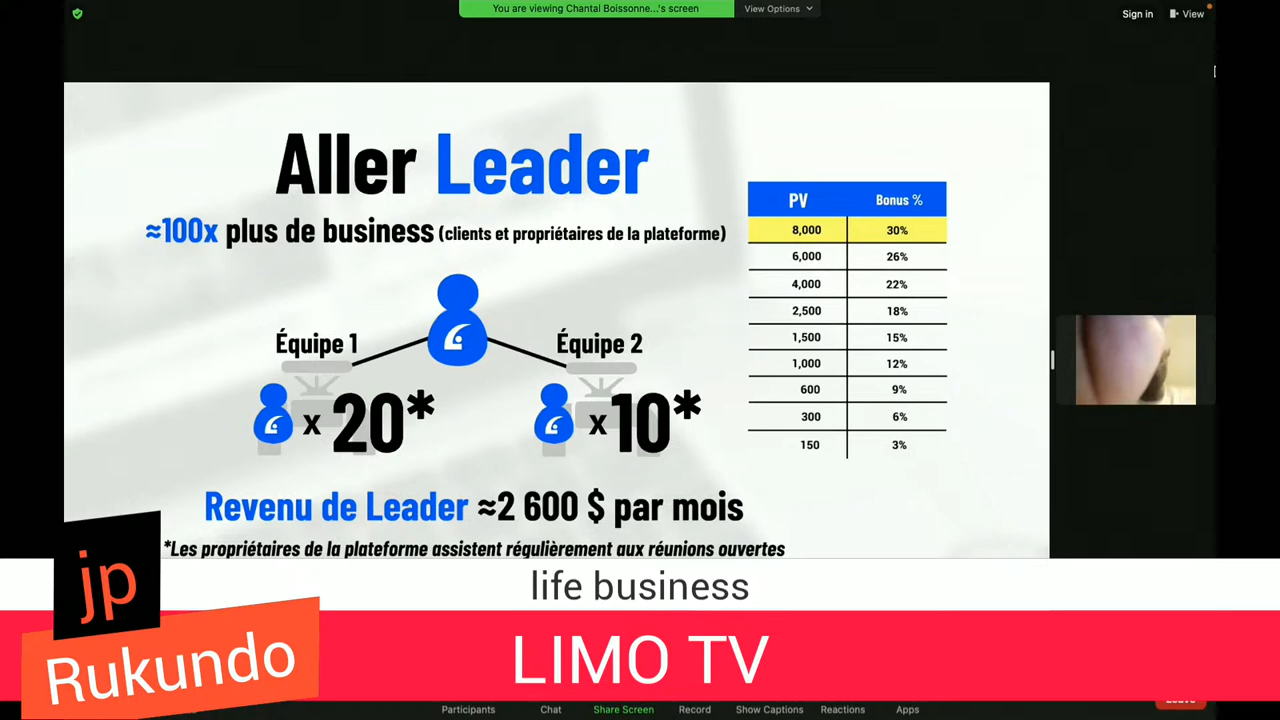 You are viewing Chantal Boissonne...'s screen
View Options
Sign in
View
Aller Leader
≈100x plus de business (clients et propriétaires de la plateforme)
PV Bonus %
8,000 30%
6,000 26%
4,000 22%
2,500 18%
1,500 15%
1,000 12%
600 9%
300 6%
150 3%
Équipe 1
Équipe 2
x 20*
x 10*
Revenu de Leader ≈2 600 $ par mois
*Les propriétaires de la plateforme assistent régulièrement aux réunions ouvertes
life business
jp
Rukundo
LIMO TV
Participants
Chat
Share Screen
Record
Show Captions
Reactions
Apps
Leave